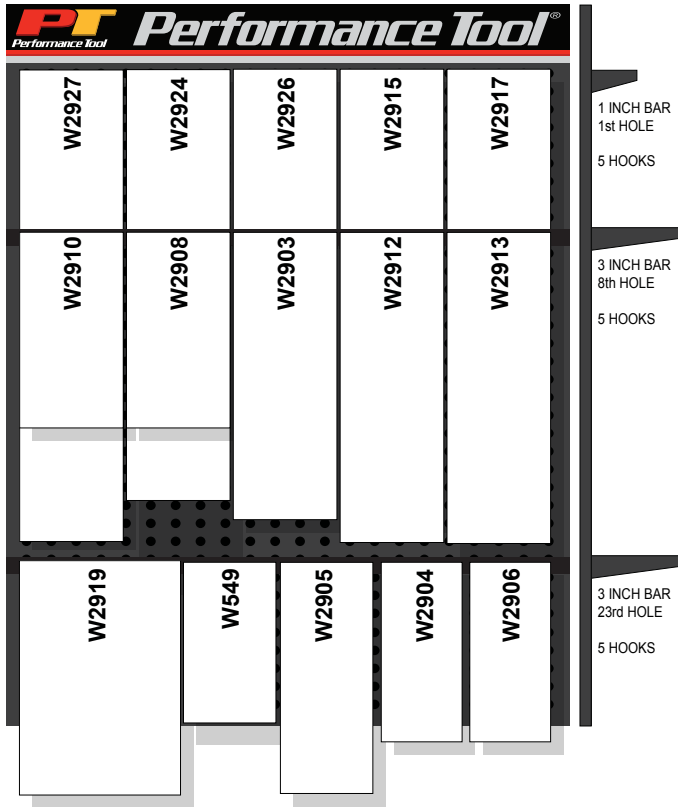 PT
Performance Tool
Performance Tool®
W2927
W2924
W2926
W2915
W2917
1 INCH BAR
1st HOLE
5 HOOKS
W2910
W2908
W2903
W2912
W2913
3 INCH BAR
8th HOLE
5 HOOKS
W2919
W549
W2905
W2904
W2906
3 INCH BAR
23rd HOLE
5 HOOKS